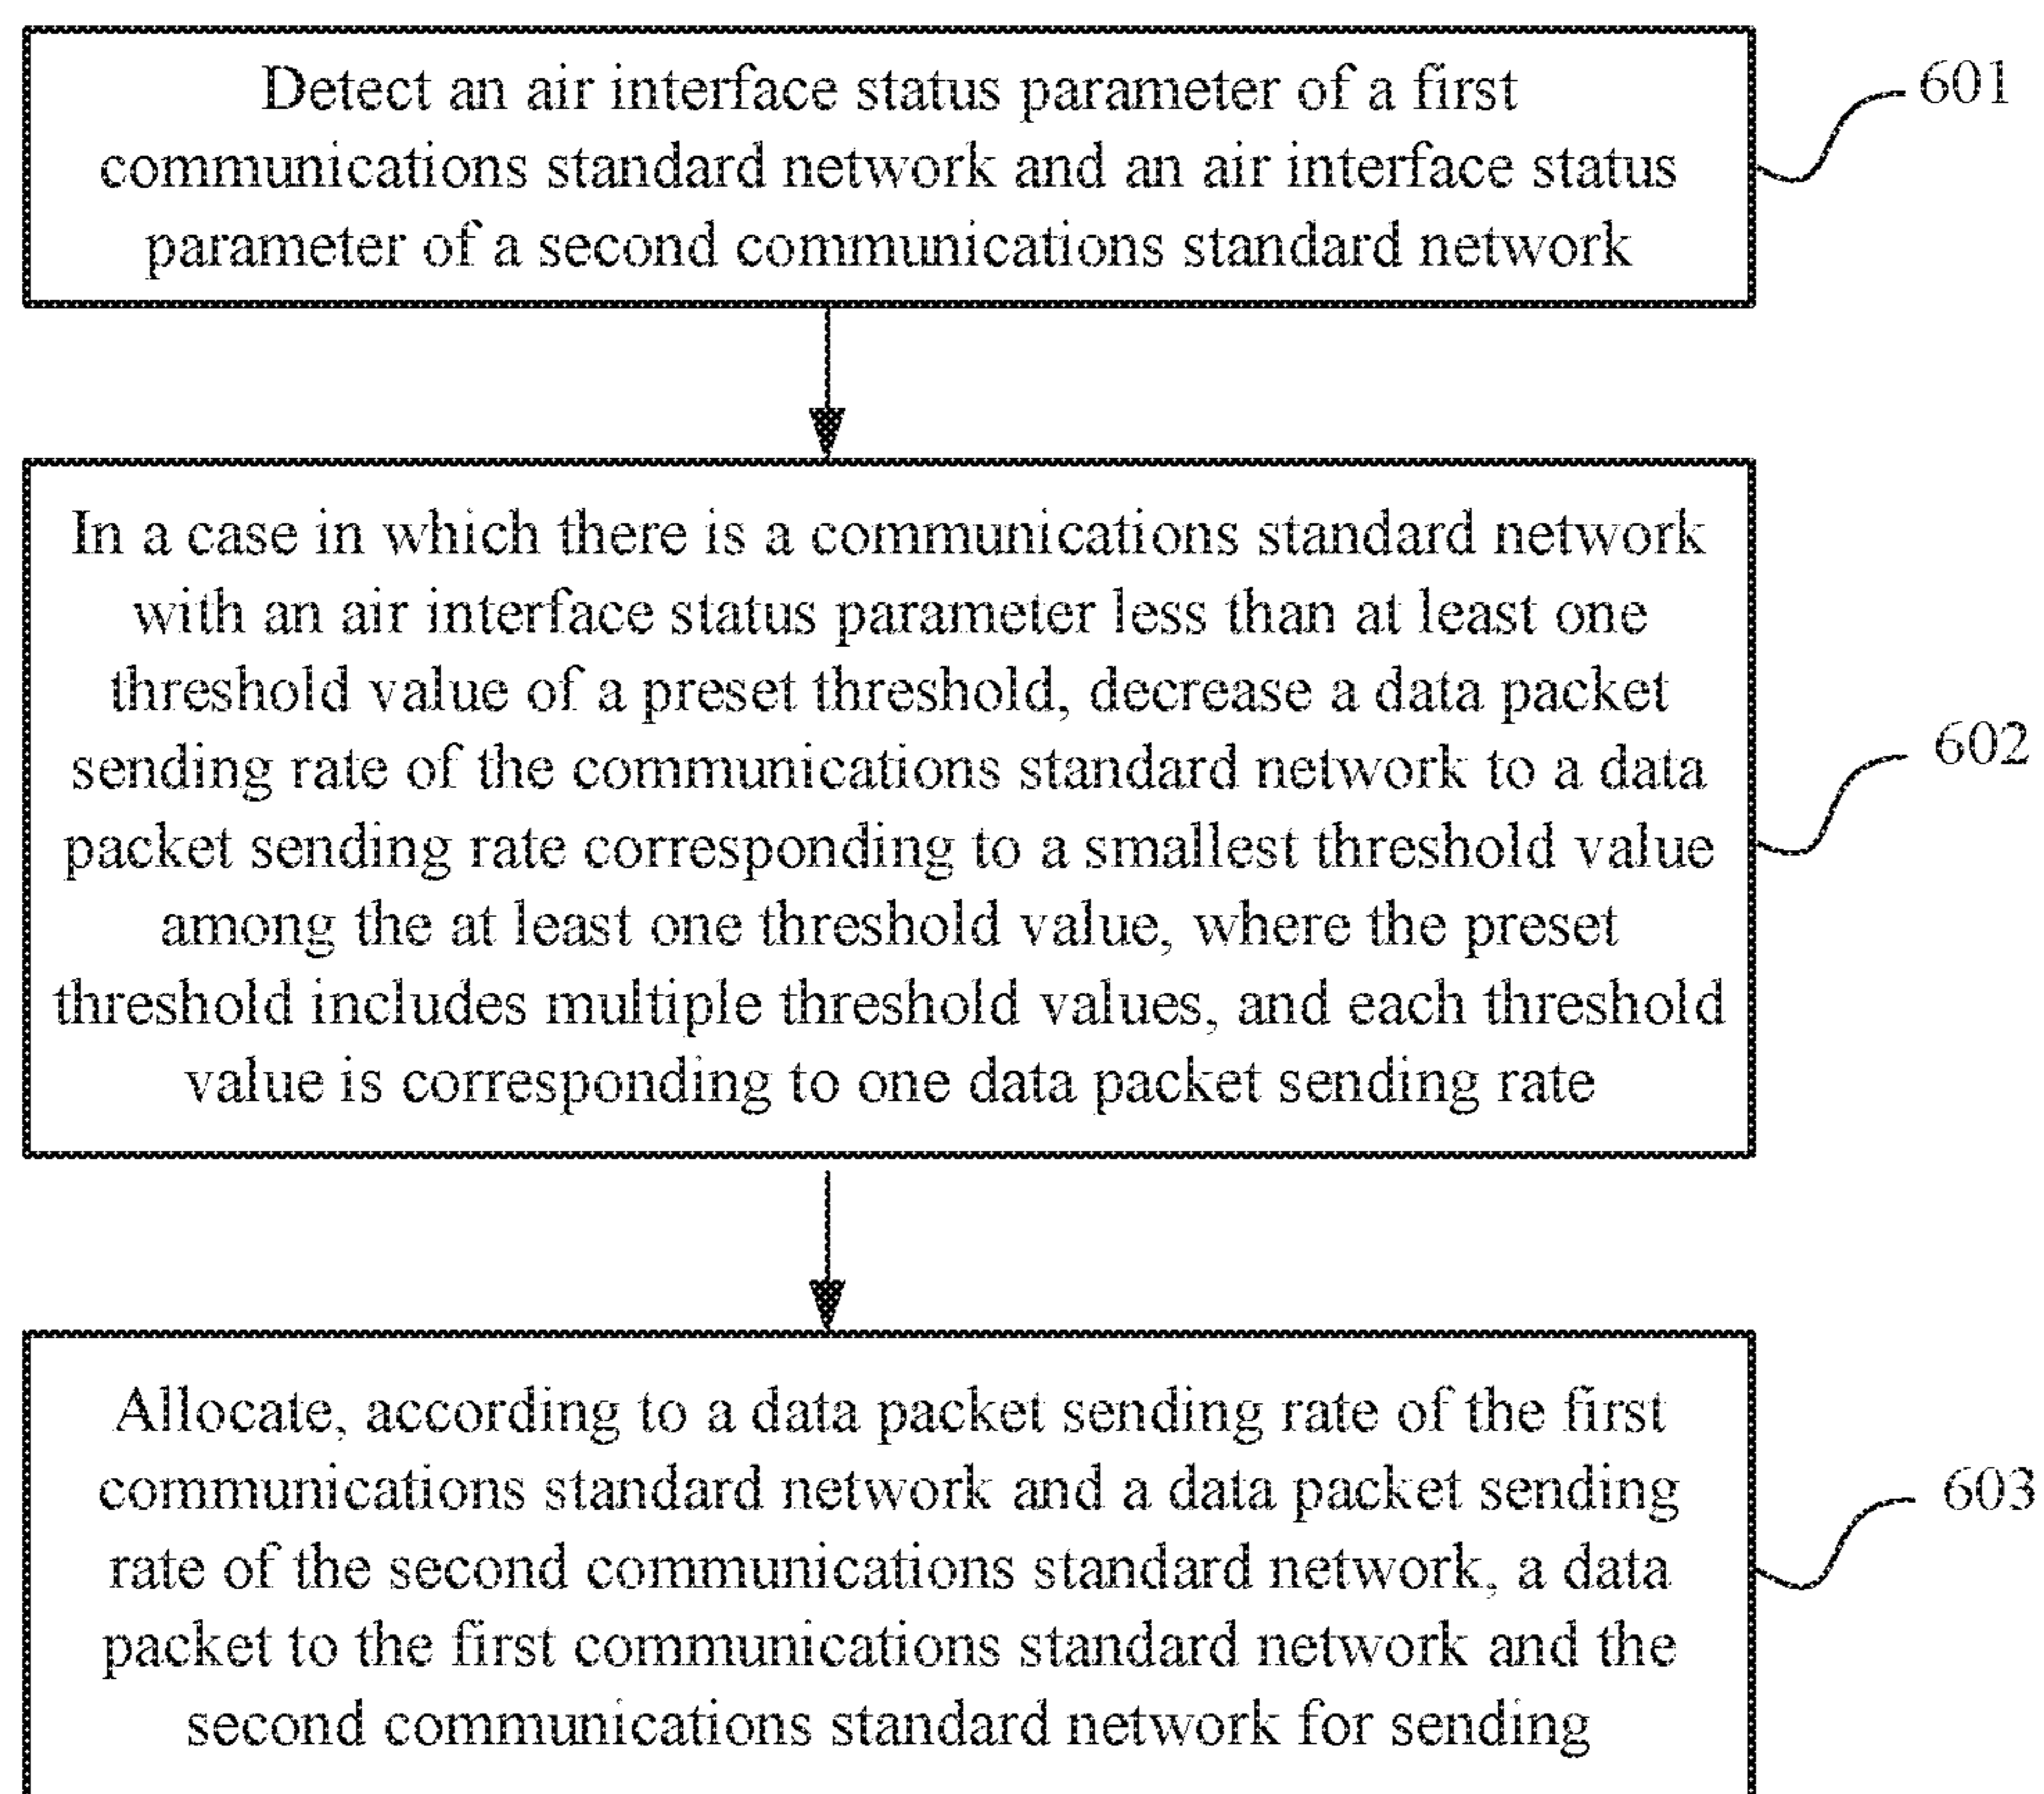 Detect an air interface status parameter of a first
communications standard network and an air interface status
parameter of a second communications standard network
601
In a case in which there is a communications standard network
with an air interface status parameter less than at least one
threshold value of a preset threshold, decrease a data packet
sending rate of the communications standard network to a data
packet sending rate corresponding to a smallest threshold value
among the at least one threshold value, where the preset
threshold includes multiple threshold values, and each threshold
value is corresponding to one data packet sending rate
602
Allocate, according to a data packet sending rate of the first
communications standard network and a data packet sending
rate of the second communications standard network, a data
packet to the first communications standard network and the
second communications standard network for sending
603